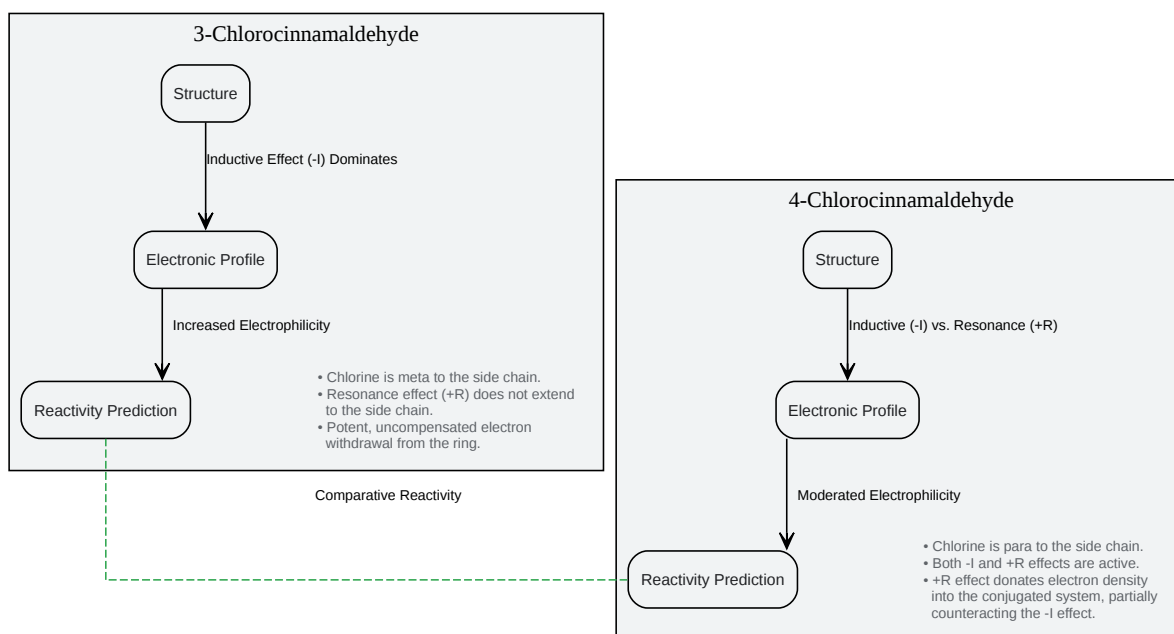 3-Chlorocinnamaldehyde
Structure
Inductive Effect (-I) Dominates
Electronic Profile
Increased Electrophilicity
Reactivity Prediction
• Chlorine is meta to the side chain.
• Resonance effect (+R) does not extend
to the side chain.
• Potent, uncompensated electron
withdrawal from the ring.
Comparative Reactivity
4-Chlorocinnamaldehyde
Structure
Inductive (-I) vs. Resonance (+R)
Electronic Profile
Moderated Electrophilicity
Reactivity Prediction
• Chlorine is para to the side chain.
• Both -I and +R effects are active.
• +R effect donates electron density
into the conjugated system, partially
counteracting the -I effect.